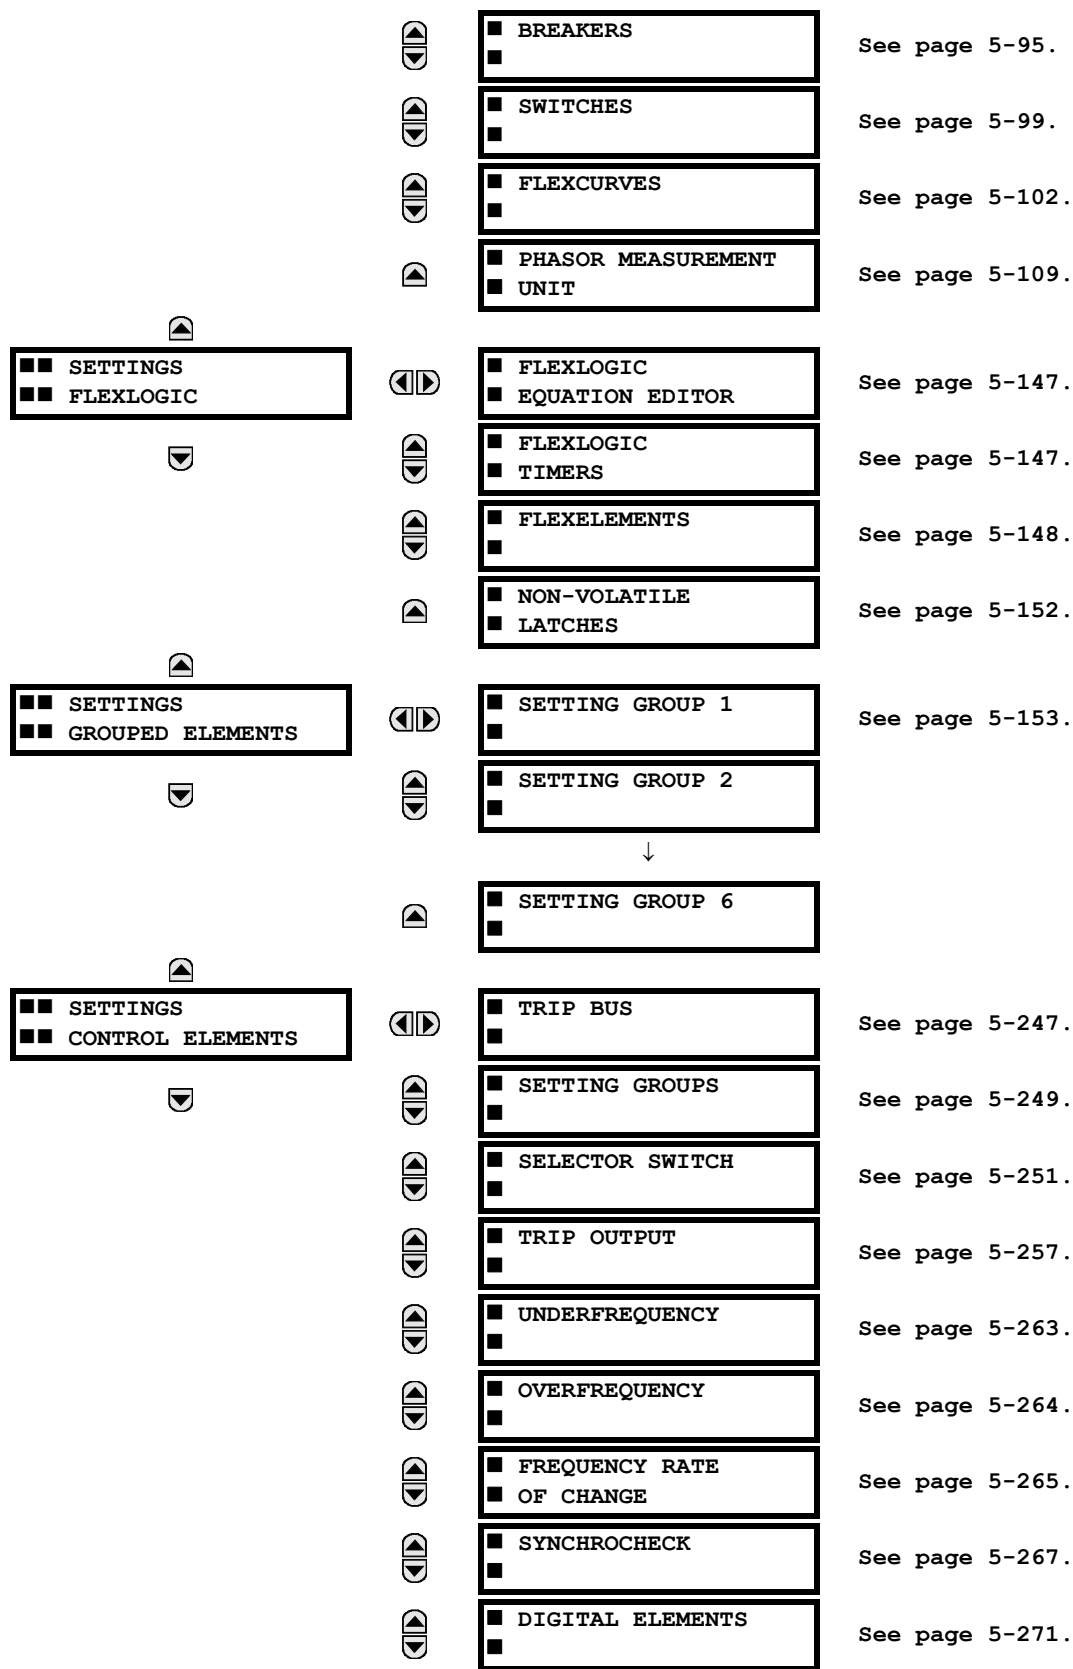 BREAKERS
See page 5-95.
SWITCHES
See page 5-99.
FLEXCURVES
See page 5-102.
PHASOR MEASUREMENT
UNIT
See page 5-109.
SETTINGS
FLEXLOGIC
FLEXLOGIC
EQUATION EDITOR
See page 5-147.
FLEXLOGIC
TIMERS
See page 5-147.
FLEXELEMENTS
See page 5-148.
NON-VOLATILE
LATCHES
See page 5-152.
SETTINGS
GROUPED ELEMENTS
SETTING GROUP 1
See page 5-153.
SETTING GROUP 2
↓
SETTING GROUP 6
SETTINGS
CONTROL ELEMENTS
TRIP BUS
See page 5-247.
SETTING GROUPS
See page 5-249.
SELECTOR SWITCH
See page 5-251.
TRIP OUTPUT
See page 5-257.
UNDERFREQUENCY
See page 5-263.
OVERFREQUENCY
See page 5-264.
FREQUENCY RATE
OF CHANGE
See page 5-265.
SYNCHROCHECK
See page 5-267.
DIGITAL ELEMENTS
See page 5-271.